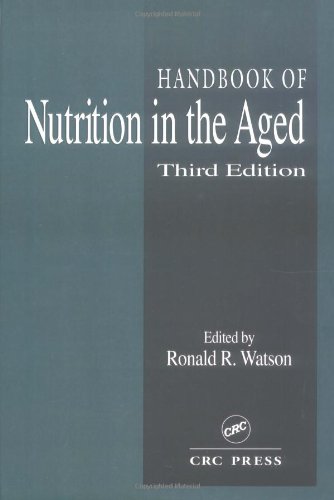 HANDBOOK OF
Nutrition in the Aged
Third Edition
Edited by
Ronald R. Watson
CRC
CRC PRESS